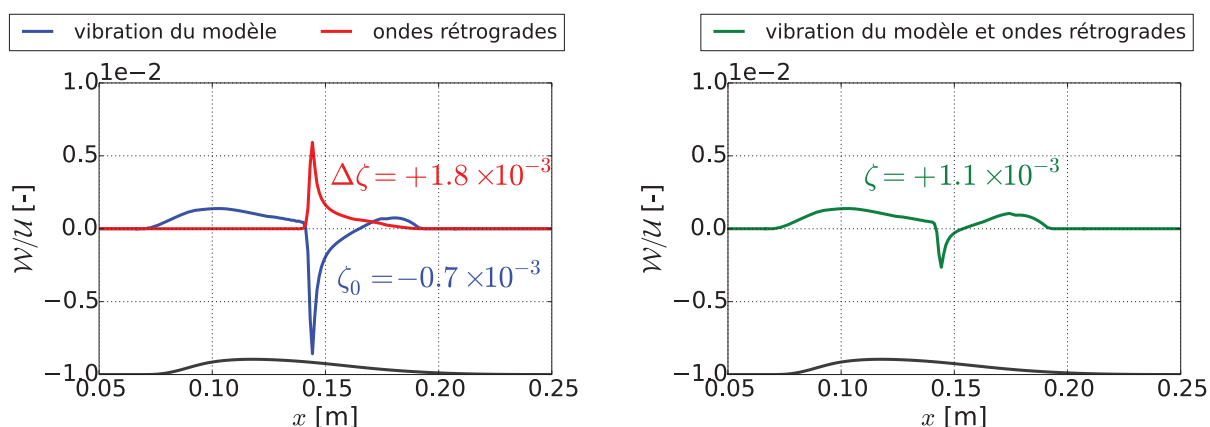 vibration du modèle ondes rétrogrades
1e−2
1.0
0.5
0.0
−0.5
−1.0
W/U [-]
Δζ = +1.8 ×10⁻³
ζ₀ = −0.7 ×10⁻³
0.05 0.10 0.15 0.20 0.25
x [m]
vibration du modèle et ondes rétrogrades
1e−2
1.0
0.5
0.0
−0.5
−1.0
W/U [-]
ζ = +1.1 ×10⁻³
0.05 0.10 0.15 0.20 0.25
x [m]